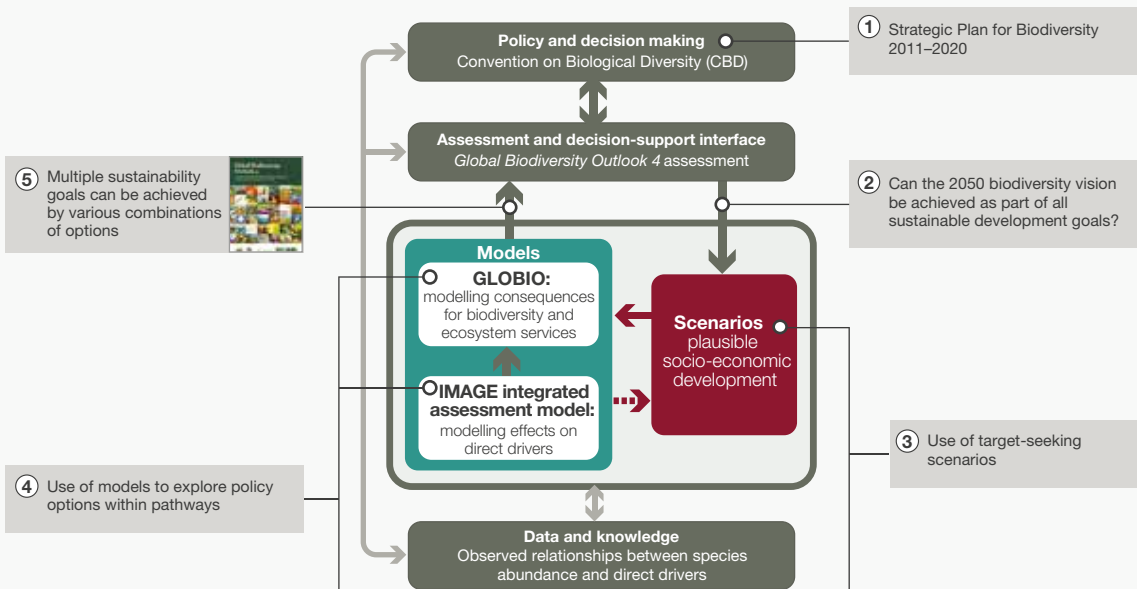 Policy and decision making
Convention on Biological Diversity (CBD)
1 Strategic Plan for Biodiversity
2011–2020
Assessment and decision-support interface
Global Biodiversity Outlook 4 assessment
5 Multiple sustainability
goals can be achieved
by various combinations
of options
2 Can the 2050 biodiversity vision
be achieved as part of all
sustainable development goals?
Models
GLOBIO:
modelling consequences
for biodiversity and
ecosystem services
IMAGE integrated
assessment model:
modelling effects on
direct drivers
Scenarios
plausible
socio-economic
development
3 Use of target-seeking
scenarios
4 Use of models to explore policy
options within pathways
Data and knowledge
Observed relationships between species
abundance and direct drivers